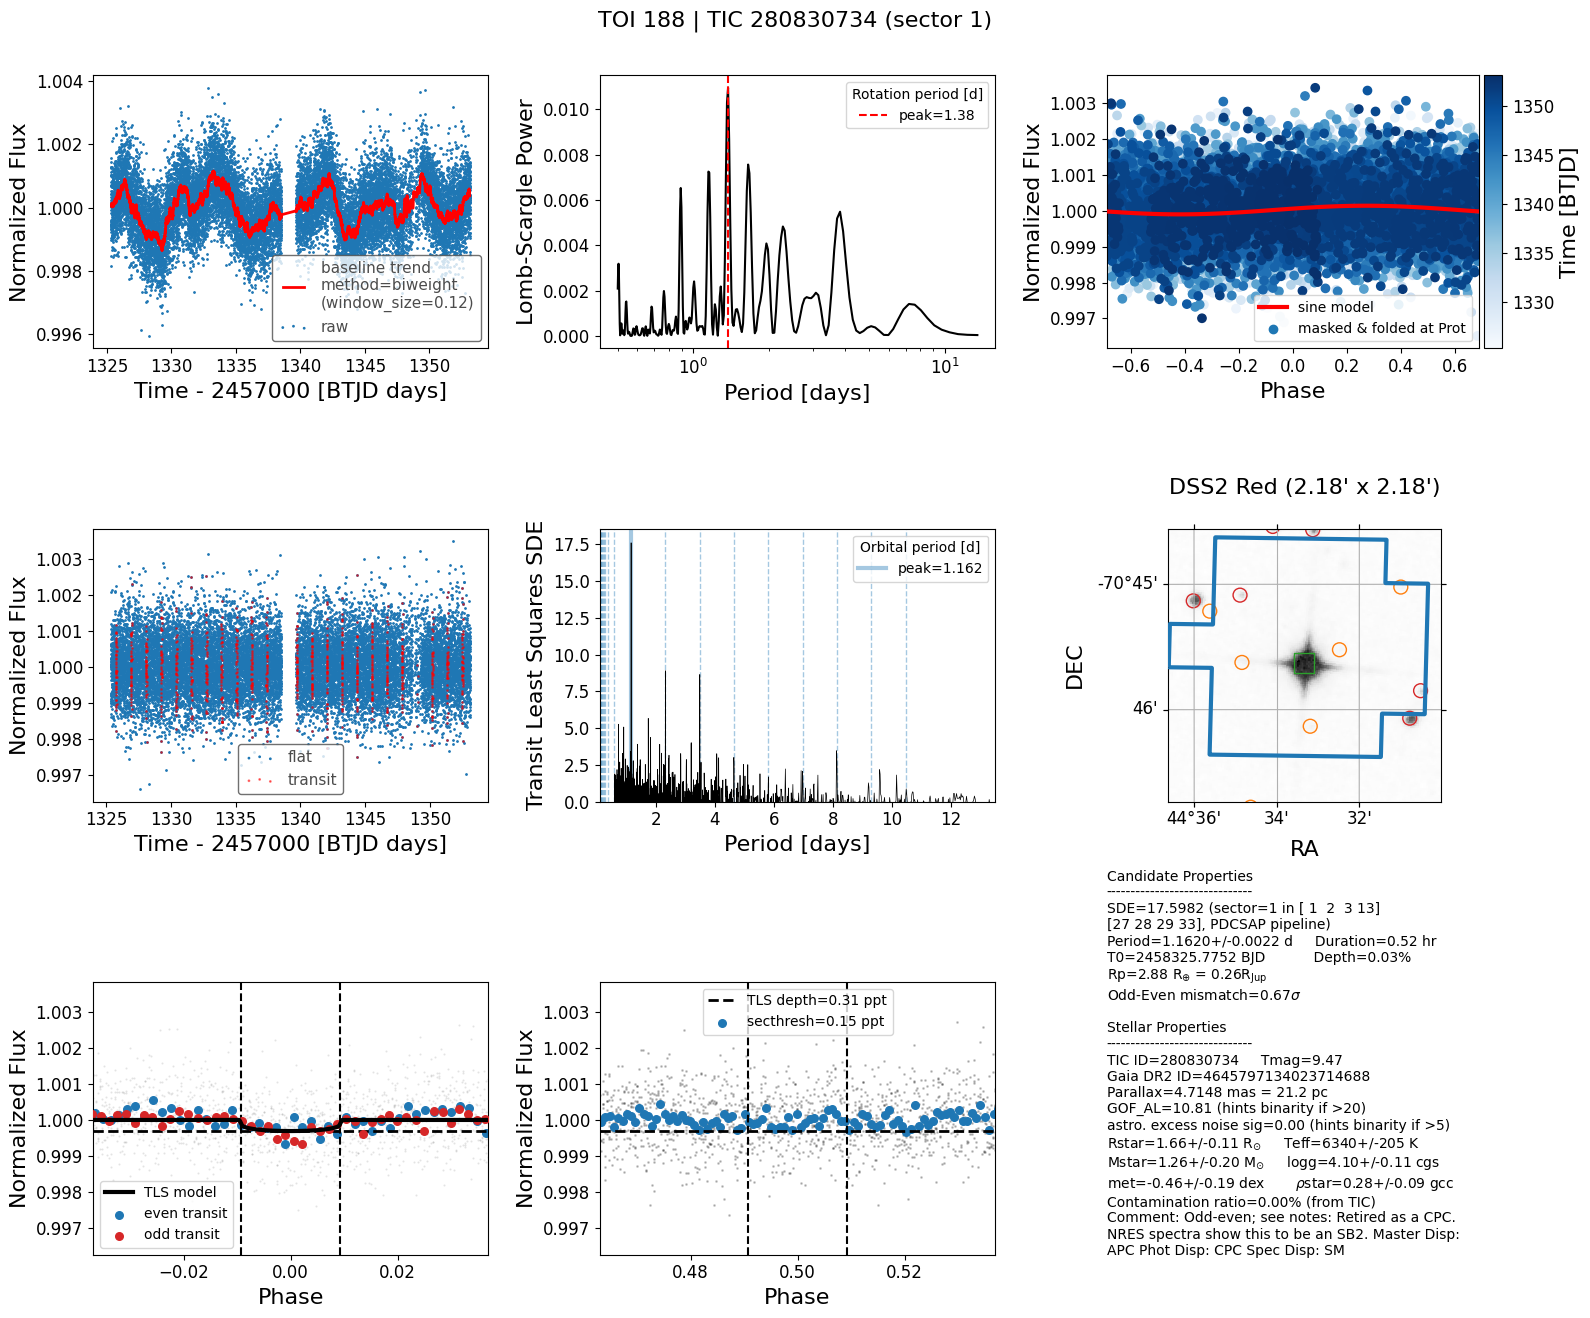 TOI 188 | TIC 280830734 (sector 1)
Normalized Flux
1.004
1.002
1.000
0.998
0.996
baseline trend
method=biweight
(window_size=0.12)
raw
1325 1330 1335 1340 1345 1350
Time - 2457000 [BTJD days]
Lomb-Scargle Power
0.010
0.008
0.006
0.004
0.002
0.000
Rotation period [d]
peak=1.38
10⁰ 10¹
Period [days]
Normalized Flux
1.003
1.002
1.001
1.000
0.999
0.998
0.997
sine model
masked & folded at Prot
−0.6 −0.4 −0.2 0.0 0.2 0.4 0.6
Phase
1350
1345
1340
1335
1330
Time [BTJD]
Normalized Flux
1.003
1.002
1.001
1.000
0.999
0.998
0.997
flat
transit
1325 1330 1335 1340 1345 1350
Time - 2457000 [BTJD days]
Transit Least Squares SDE
17.5
15.0
12.5
10.0
7.5
5.0
2.5
0.0
Orbital period [d]
peak=1.162
2 4 6 8 10 12
Period [days]
DSS2 Red (2.18' x 2.18')
DEC
-70°45'
46'
44°36' 34' 32'
RA
Normalized Flux
1.003
1.002
1.001
1.000
0.999
0.998
0.997
TLS model
even transit
odd transit
−0.02 0.00 0.02
Phase
Normalized Flux
1.003
1.002
1.001
1.000
0.999
0.998
0.997
TLS depth=0.31 ppt
secthresh=0.15 ppt
0.48 0.50 0.52
Phase
Candidate Properties
-------------------------------
SDE=17.5982 (sector=1 in [ 1 2 3 13]
[27 28 29 33], PDCSAP pipeline)
Period=1.1620+/-0.0022 d Duration=0.52 hr
T0=2458325.7752 BJD Depth=0.03%
Rp=2.88 R⊕ = 0.26RJup
Odd-Even mismatch=0.67σ
Stellar Properties
-------------------------------
TIC ID=280830734 Tmag=9.47
Gaia DR2 ID=4645797134023714688
Parallax=4.7148 mas = 21.2 pc
GOF_AL=10.81 (hints binarity if >20)
astro. excess noise sig=0.00 (hints binarity if >5)
Rstar=1.66+/-0.11 R⊙ Teff=6340+/-205 K
Mstar=1.26+/-0.20 M⊙ logg=4.10+/-0.11 cgs
met=-0.46+/-0.19 dex ρstar=0.28+/-0.09 gcc
Contamination ratio=0.00% (from TIC)
Comment: Odd-even; see notes: Retired as a CPC.
NRES spectra show this to be an SB2. Master Disp:
APC Phot Disp: CPC Spec Disp: SM